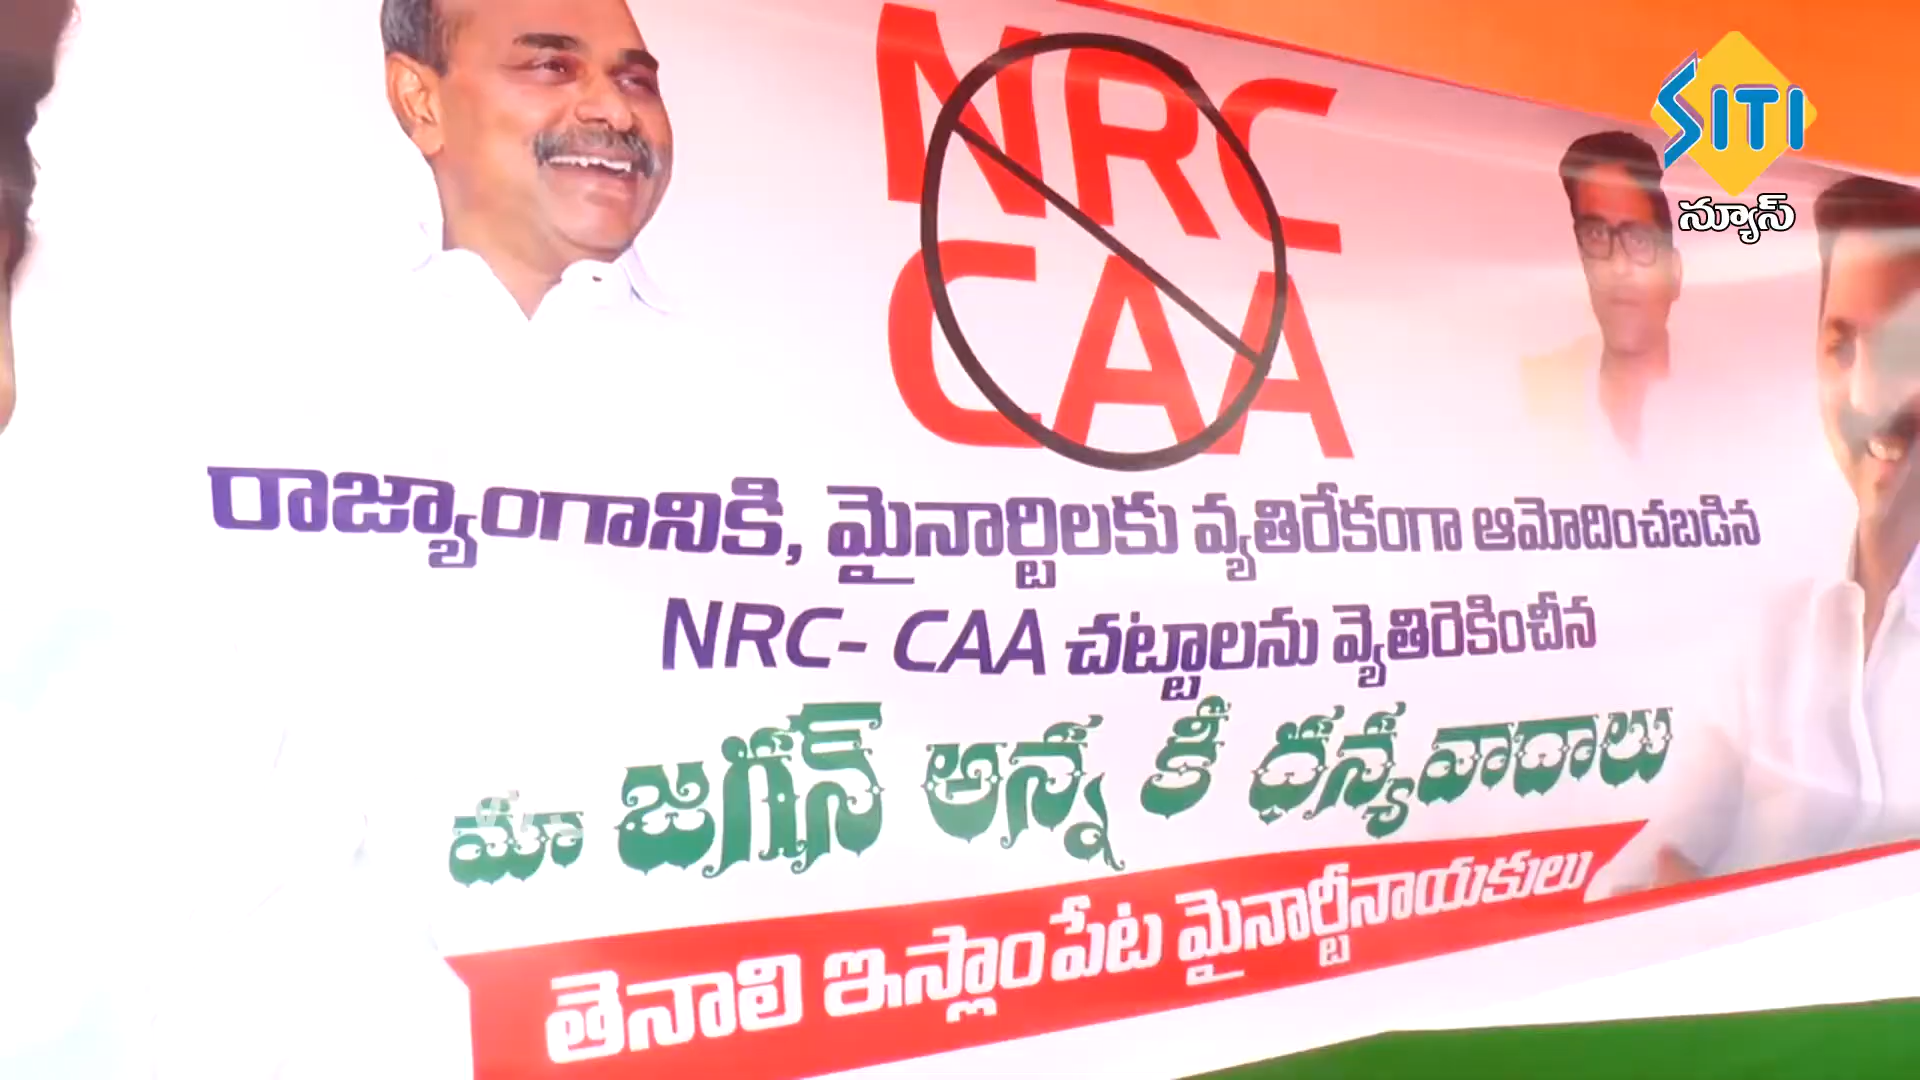 NRC
CAA
SITI
న్యూస్
రాజ్యాంగానికి, మైనార్టిలకు వ్యతిరేకంగా ఆమోదించబడిన
NRC- CAA చట్టాలను వ్యెతిరెకించీన
మా జగన్ అన్న కి ధన్యవాదాలు
తెనాలి ఇస్లాంపేట మైనార్టీనాయకులు